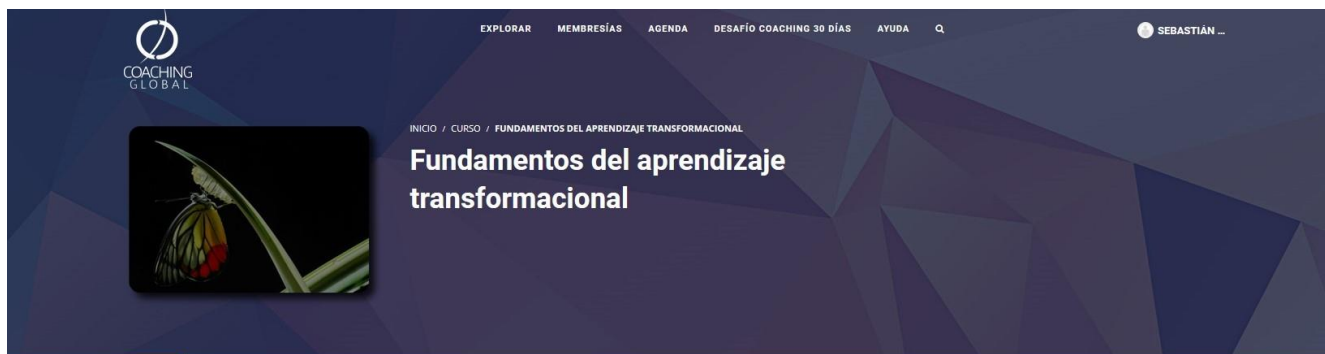 COACHING
GLOBAL
EXPLORAR MEMBRESÍAS AGENDA DESAFÍO COACHING 30 DÍAS AYUDA
SEBASTIÁN ...
INICIO / CURSO / FUNDAMENTOS DEL APRENDIZAJE TRANSFORMACIONAL
Fundamentos del aprendizaje
transformacional